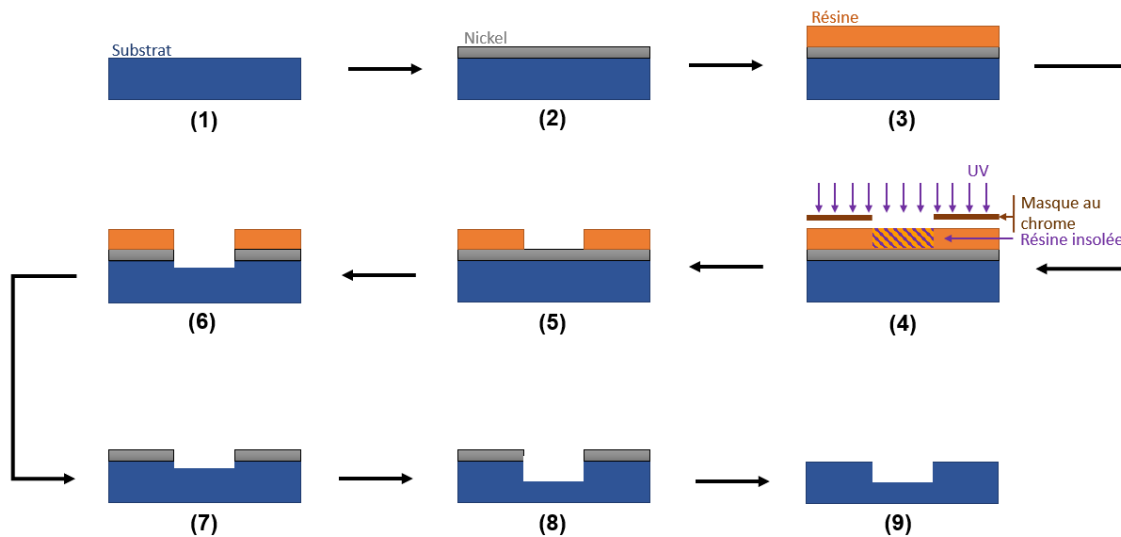 Substrat
(1)
Nickel
(2)
Résine
(3)
UV
Masque au
chrome
Résine insolée
(4)
(5)
(6)
(7)
(8)
(9)